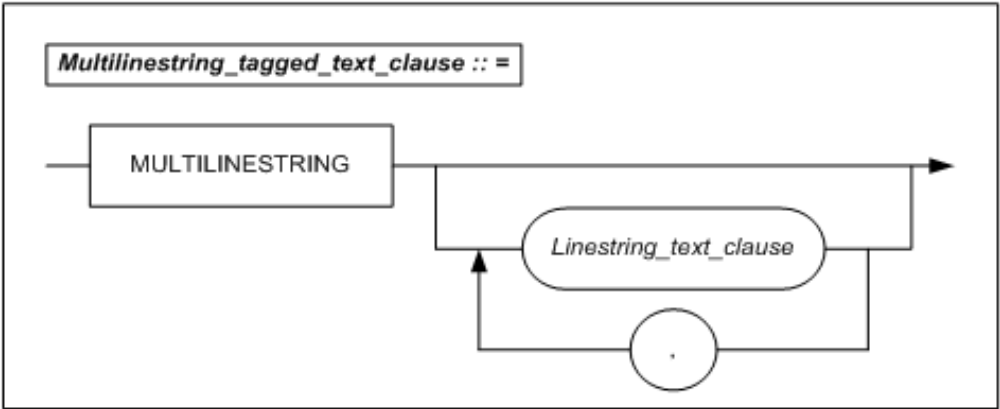 Multilinestring_tagged_text_clause :: =
MULTILINESTRING
Linestring_text_clause
,